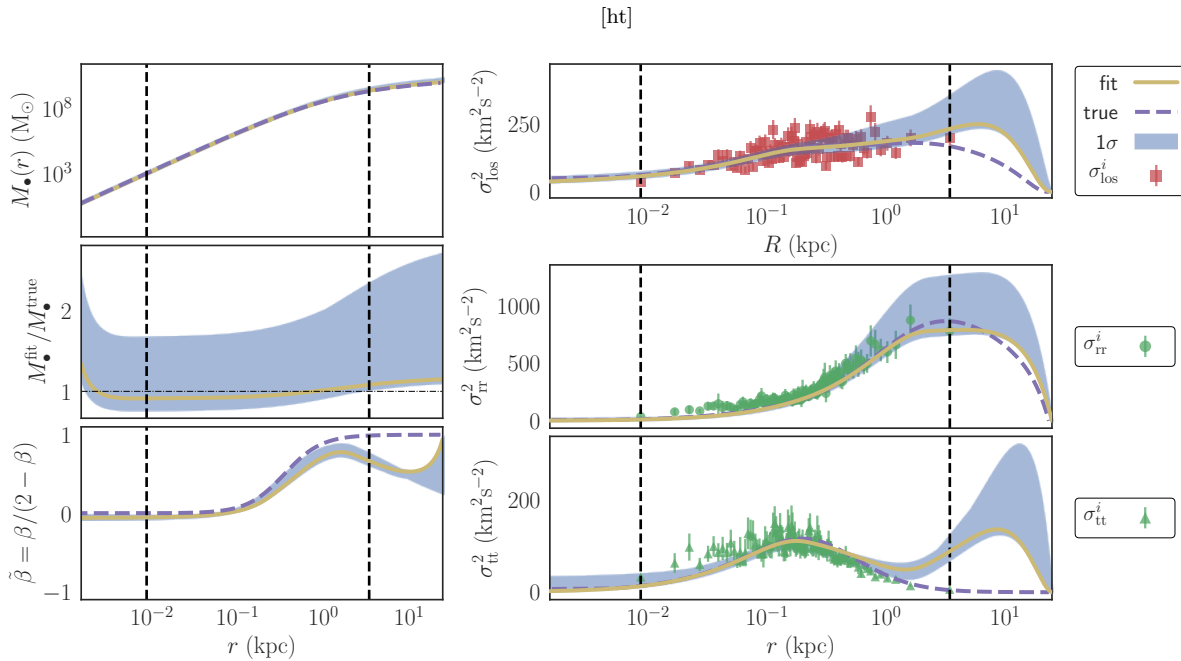 [ht]
M•(r) (M⊙)
10^8
10^3
M•^fit/M•^true
2
1
β̃ = β/(2 − β)
1
0
−1
10^−2
10^−1
10^0
10^1
r (kpc)
σ²_los (km²s^−2)
250
0
10^−2
10^−1
10^0
10^1
R (kpc)
σ²_rr (km²s^−2)
1000
500
0
σ²_tt (km²s^−2)
200
0
10^−2
10^−1
10^0
10^1
r (kpc)
fit
true
1σ
σ^i_los
σ^i_rr
σ^i_tt